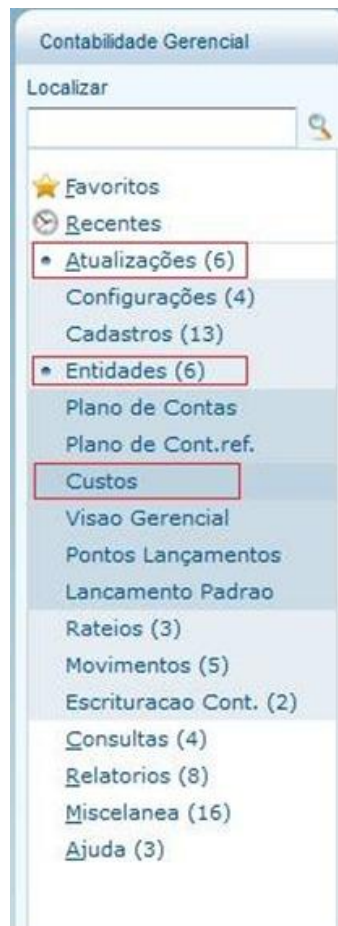 Contabilidade Gerencial
Localizar
Favoritos
Recentes
Atualizações (6)
Configurações (4)
Cadastros (13)
Entidades (6)
Plano de Contas
Plano de Cont.ref.
Custos
Visao Gerencial
Pontos Lançamentos
Lancamento Padrao
Rateios (3)
Movimentos (5)
Escrituracao Cont. (2)
Consultas (4)
Relatorios (8)
Miscelanea (16)
Ajuda (3)